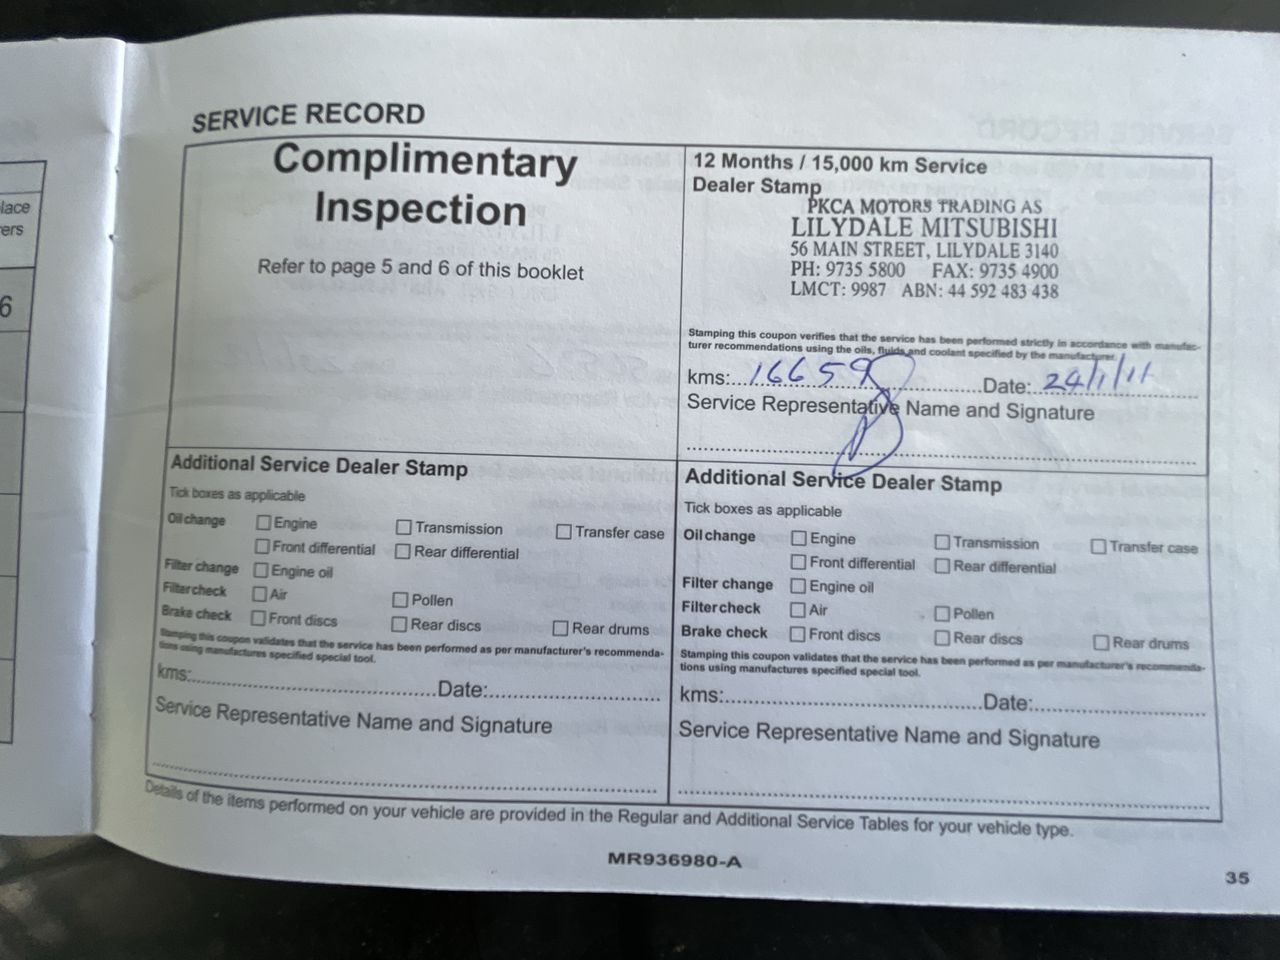 lace
ers
6
SERVICE RECORD
Complimentary
Inspection
Refer to page 5 and 6 of this booklet
12 Months / 15,000 km Service
Dealer Stamp
PKCA MOTORS TRADING AS
LILYDALE MITSUBISHI
56 MAIN STREET, LILYDALE 3140
PH: 9735 5800 FAX: 9735 4900
LMCT: 9987 ABN: 44 592 483 438
Stamping this coupon verifies that the service has been performed strictly in accordance with manufac-
turer recommendations using the oils, fluids and coolant specified by the manufacturer.
kms: 16659 Date: 24/1/11
Service Representative Name and Signature
Additional Service Dealer Stamp
Tick boxes as applicable
Oil change Engine Transmission Transfer case
Front differential Rear differential
Filter change Engine oil
Filter check Air Pollen
Brake check Front discs Rear discs Rear drums
Stamping this coupon validates that the service has been performed as per manufacturer's recommenda-
tions using manufactures specified special tool.
kms: Date:
Service Representative Name and Signature
Additional Service Dealer Stamp
Tick boxes as applicable
Oil change Engine Transmission Transfer case
Front differential Rear differential
Filter change Engine oil
Filter check Air Pollen
Brake check Front discs Rear discs Rear drums
Stamping this coupon validates that the service has been performed as per manufacturer's recommenda-
tions using manufactures specified special tool.
kms: Date:
Service Representative Name and Signature
Details of the items performed on your vehicle are provided in the Regular and Additional Service Tables for your vehicle type.
MR936980-A
35